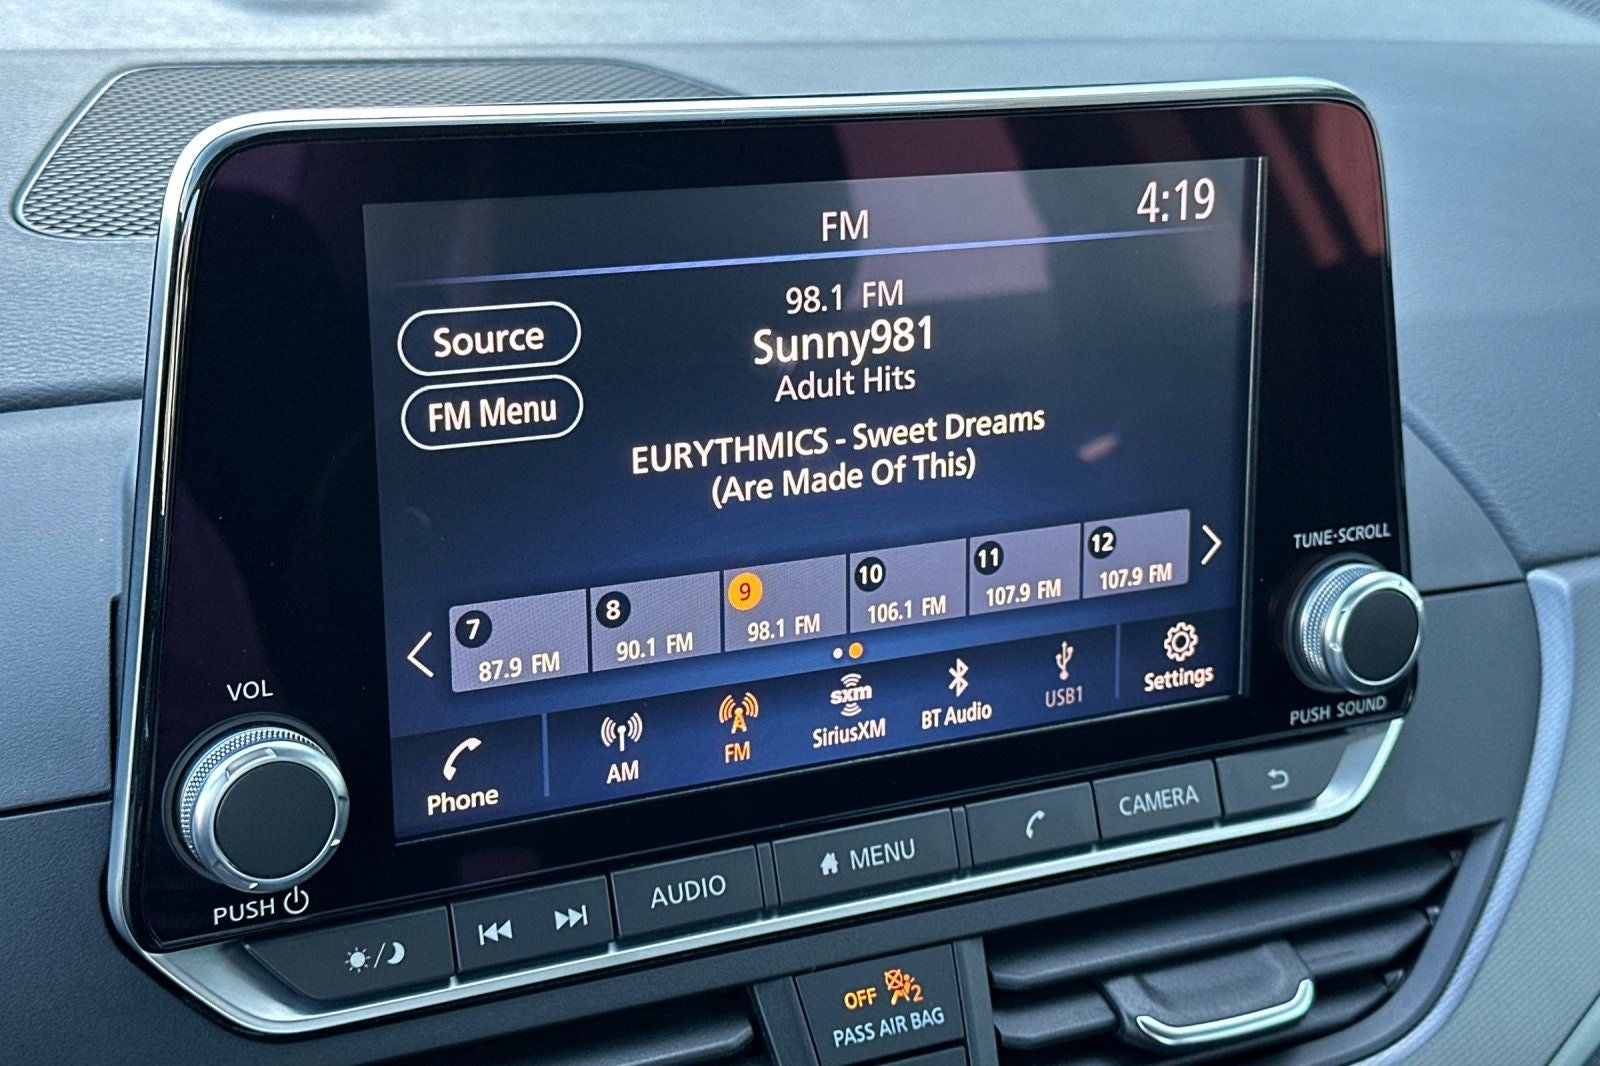 FM
4:19
98.1 FM
Sunny981
Adult Hits
Source
FM Menu
EURYTHMICS - Sweet Dreams
(Are Made Of This)
7
87.9 FM
8
90.1 FM
9
98.1 FM
10
106.1 FM
11
107.9 FM
12
107.9 FM
Phone
AM
FM
sxm
SiriusXM
BT Audio
USB1
Settings
VOL
PUSH
TUNE·SCROLL
PUSH SOUND
AUDIO
MENU
CAMERA
OFF
2
PASS AIR BAG